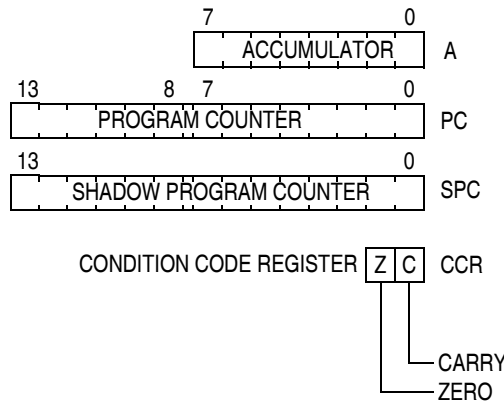 7 0
ACCUMULATOR A
13 8 7 0
PROGRAM COUNTER PC
13 0
SHADOW PROGRAM COUNTER SPC
CONDITION CODE REGISTER Z C CCR
CARRY
ZERO